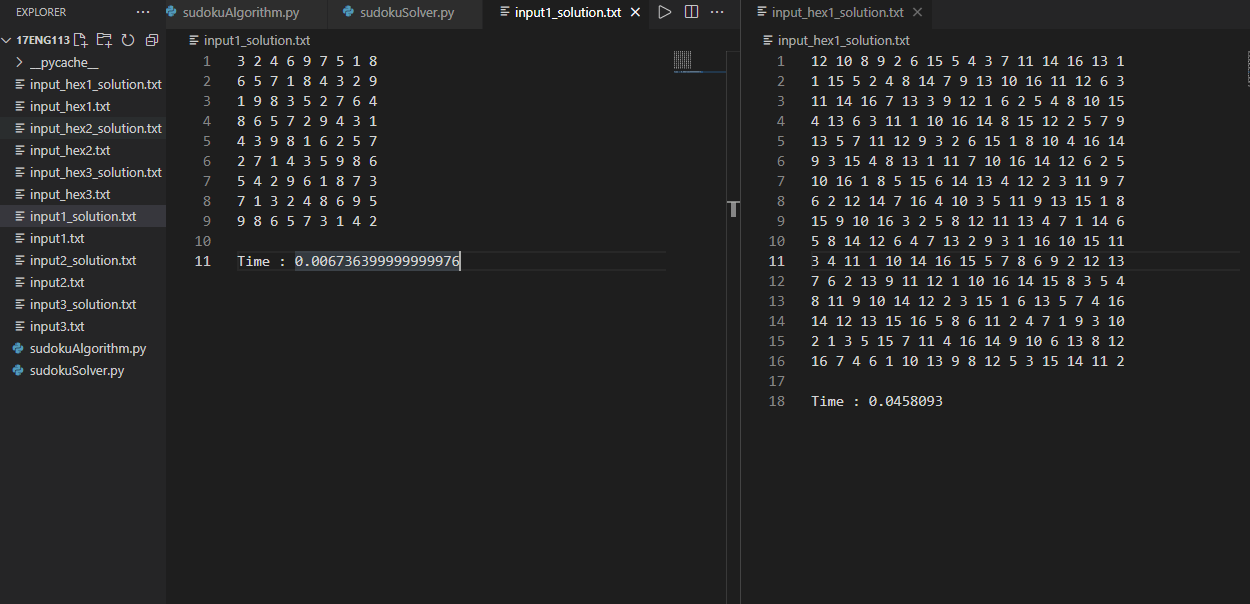 EXPLORER ···
17ENG113
__pycache__
input_hex1_solution.txt
input_hex1.txt
input_hex2_solution.txt
input_hex2.txt
input_hex3_solution.txt
input_hex3.txt
input1_solution.txt
input1.txt
input2_solution.txt
input2.txt
input3_solution.txt
input3.txt
sudokuAlgorithm.py
sudokuSolver.py
sudokuAlgorithm.py sudokuSolver.py input1_solution.txt ···
input1_solution.txt
1 3 2 4 6 9 7 5 1 8
2 6 5 7 1 8 4 3 2 9
3 1 9 8 3 5 2 7 6 4
4 8 6 5 7 2 9 4 3 1
5 4 3 9 8 1 6 2 5 7
6 2 7 1 4 3 5 9 8 6
7 5 4 2 9 6 1 8 7 3
8 7 1 3 2 4 8 6 9 5
9 9 8 6 5 7 3 1 4 2
10
11 Time : 0.006736399999999976
input_hex1_solution.txt
input_hex1_solution.txt
1 12 10 8 9 2 6 15 5 4 3 7 11 14 16 13 1
2 1 15 5 2 4 8 14 7 9 13 10 16 11 12 6 3
3 11 14 16 7 13 3 9 12 1 6 2 5 4 8 10 15
4 4 13 6 3 11 1 10 16 14 8 15 12 2 5 7 9
5 13 5 7 11 12 9 3 2 6 15 1 8 10 4 16 14
6 9 3 15 4 8 13 1 11 7 10 16 14 12 6 2 5
7 10 16 1 8 5 15 6 14 13 4 12 2 3 11 9 7
8 6 2 12 14 7 16 4 10 3 5 11 9 13 15 1 8
9 15 9 10 16 3 2 5 8 12 11 13 4 7 1 14 6
10 5 8 14 12 6 4 7 13 2 9 3 1 16 10 15 11
11 3 4 11 1 10 14 16 15 5 7 8 6 9 2 12 13
12 7 6 2 13 9 11 12 1 10 16 14 15 8 3 5 4
13 8 11 9 10 14 12 2 3 15 1 6 13 5 7 4 16
14 14 12 13 15 16 5 8 6 11 2 4 7 1 9 3 10
15 2 1 3 5 15 7 11 4 16 14 9 10 6 13 8 12
16 16 7 4 6 1 10 13 9 8 12 5 3 15 14 11 2
17
18 Time : 0.0458093